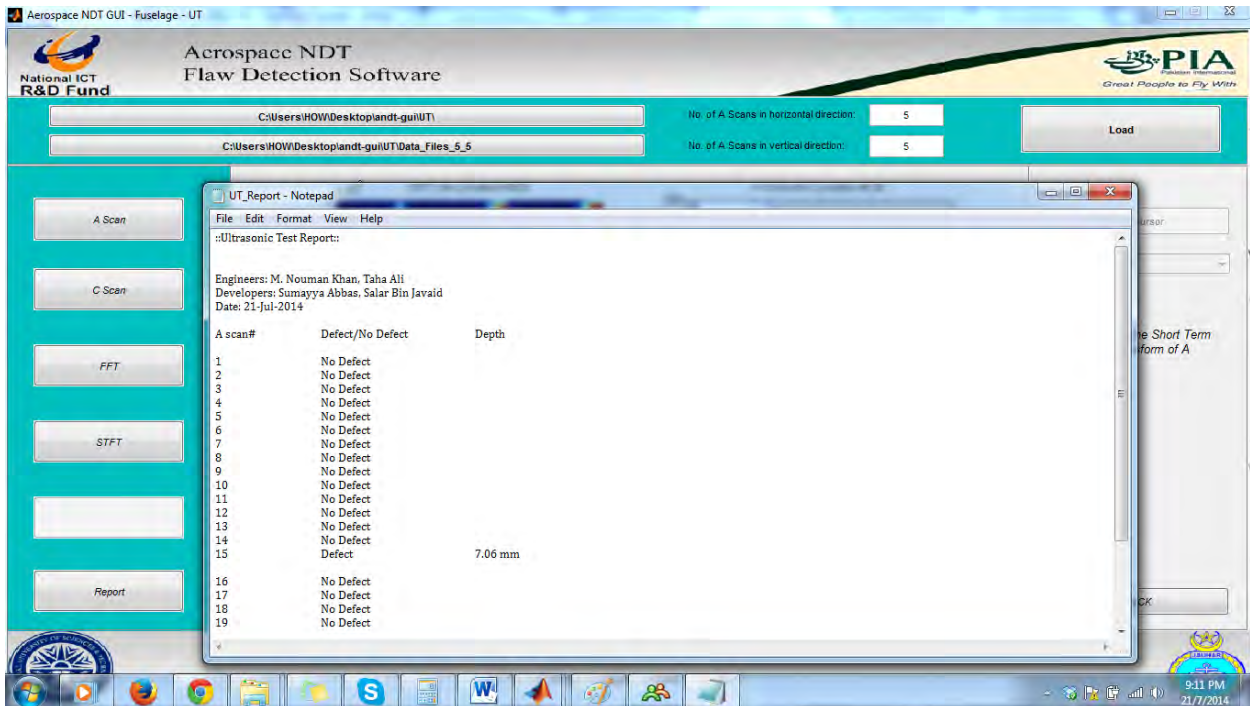 Aerospace NDT GUI - Fuselage - UT
National ICT
R&D Fund
Aerospace NDT
Flaw Detection Software
PIA
Pakistan International
Great People to Fly With
C:\Users\HOW\Desktop\andt-gui\UT\
No. of A Scans in horizontal direction:
5
Load
C:\Users\HOW\Desktop\andt-gui\UT\Data_Files_5_5
No. of A Scans in vertical direction:
5
A Scan
C Scan
FFT
STFT
Report
UT_Report - Notepad
File Edit Format View Help
::Ultrasonic Test Report::
Engineers: M. Nouman Khan, Taha Ali
Developers: Sumayya Abbas, Salar Bin Javaid
Date: 21-Jul-2014
A scan# Defect/No Defect Depth
1 No Defect
2 No Defect
3 No Defect
4 No Defect
5 No Defect
6 No Defect
7 No Defect
8 No Defect
9 No Defect
10 No Defect
11 No Defect
12 No Defect
13 No Defect
14 No Defect
15 Defect 7.06 mm
16 No Defect
17 No Defect
18 No Defect
19 No Defect
ursor
e Short Term
form of A
CK
9:11 PM
21/7/2014